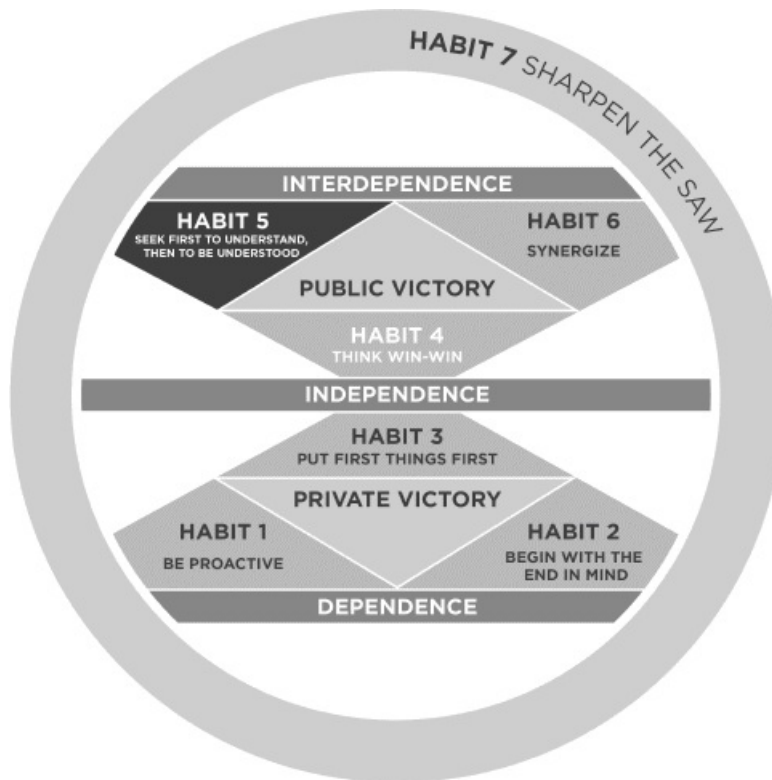 HABIT 7 SHARPEN THE SAW
INTERDEPENDENCE
HABIT 5
SEEK FIRST TO UNDERSTAND,
THEN TO BE UNDERSTOOD
HABIT 6
SYNERGIZE
PUBLIC VICTORY
HABIT 4
THINK WIN-WIN
INDEPENDENCE
HABIT 3
PUT FIRST THINGS FIRST
PRIVATE VICTORY
HABIT 1
BE PROACTIVE
HABIT 2
BEGIN WITH THE
END IN MIND
DEPENDENCE